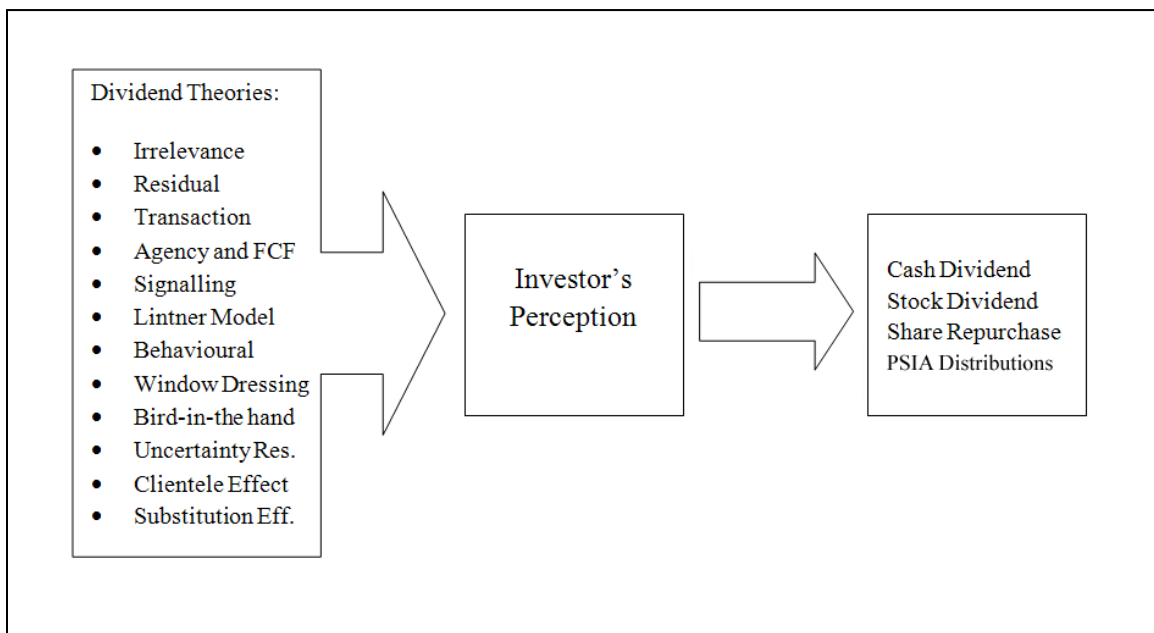 Dividend Theories:
• Irrelevance
• Residual
• Transaction
• Agency and FCF
• Signalling
• Lintner Model
• Behavioural
• Window Dressing
• Bird-in-the hand
• Uncertainty Res.
• Clientele Effect
• Substitution Eff.
Investor’s
Perception
Cash Dividend
Stock Dividend
Share Repurchase
PSIA Distributions